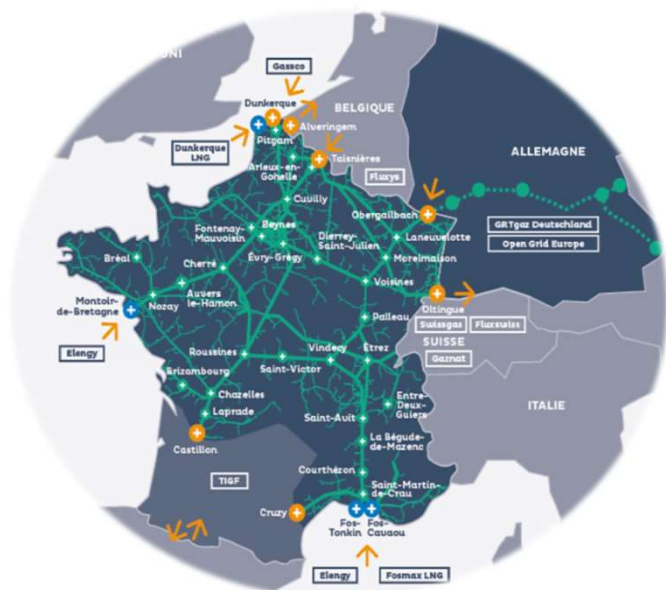 UNI
Gassco
Dunkerque
BELGIQUE
Alveringem
Pitgam
Dunkerque
LNG
Taisnières
Arleux-en-
Gohelle
Fluxys
ALLEMAGNE
Cuvilly
Obergailbach
GRTgaz Deutschland
Open Grid Europe
Fontenay-
Mauvoisin
Beynes
Dierrey-
Saint-Julien
Laneuvelotte
Morelmaison
Évry-Grégy
Bréal
Cherré
Voisines
Auvers
le-Hamon
Nozay
Montoir-
de-Bretagne
Oltingue
Palleau
Suissgas
Fluxswiss
SUISSE
Gaznat
Elengy
Roussines
Vindecy
Étrez
Saint-Victor
Brizambourg
Chazelles
Entre-
Deux-
Guiers
ITALIE
Laprade
Saint-Avit
Castillon
La Bégude-
de-Mazenc
Courthézon
TIGF
Saint-Martin-
de-Crau
Cruzy
Fos-
Tonkin
Fos-
Cavaou
Elengy
Fosmax LNG